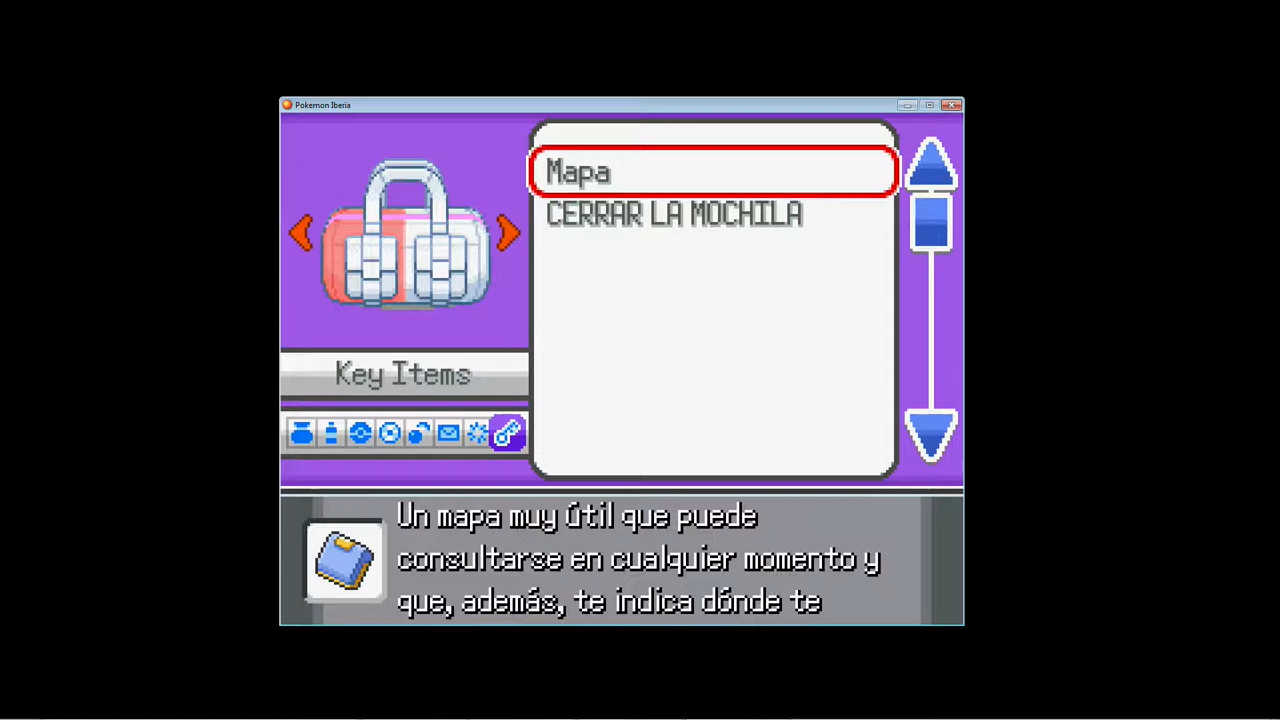 Pokemon Iberia
Mapa
CERRAR LA MOCHILA
Key Items
Un mapa muy útil que puede
consultarse en cualquier momento y
que, además, te indica dónde te